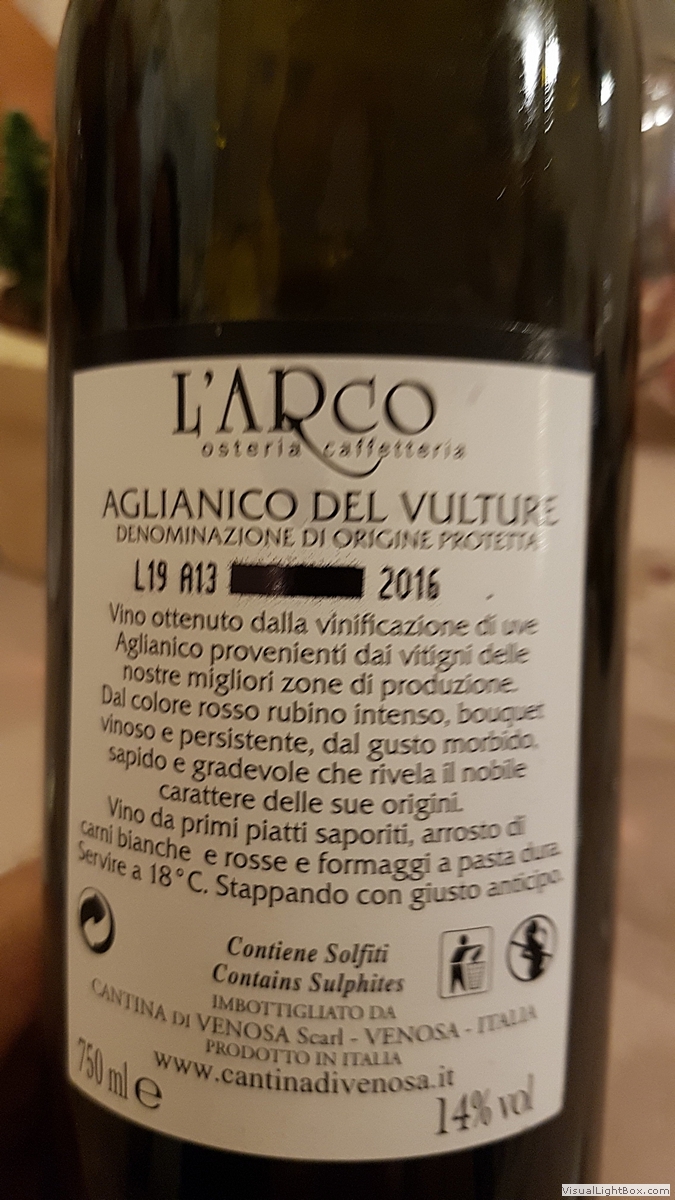 L'ARCO
osteria caffetteria
AGLIANICO DEL VULTURE
DENOMINAZIONE DI ORIGINE PROTETTA
L19 A13 2016
Vino ottenuto dalla vinificazione di uve
Aglianico provenienti dai vitigni delle
nostre migliori zone di produzione.
Dal colore rosso rubino intenso, bouquet
vinoso e persistente, dal gusto morbido,
sapido e gradevole che rivela il nobile
carattere delle sue origini.
Vino da primi piatti saporiti, arrosto di
carni bianche e rosse e formaggi a pasta dura.
Servire a 18°C. Stappando con giusto anticipo.
Contiene Solfiti
Contains Sulphites
IMBOTTIGLIATO DA
CANTINA DI VENOSA Scarl - VENOSA - ITALIA
PRODOTTO IN ITALIA
www.cantinadivenosa.it
750 ml e
14% vol
VisualLightBox.com